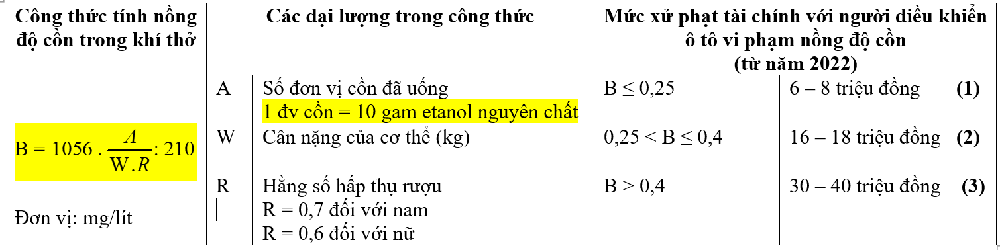 Công thức tính nồng
độ cồn trong khí thở
Các đại lượng trong công thức
Mức xử phạt tài chính với người điều khiển
ô tô vi phạm nồng độ cồn
(từ năm 2022)
B = 1056 . A / W.R : 210
Đơn vị: mg/lít
A
Số đơn vị cồn đã uống
1 đv cồn = 10 gam etanol nguyên chất
B ≤ 0,25
6 – 8 triệu đồng (1)
W
Cân nặng của cơ thể (kg)
0,25 < B ≤ 0,4
16 – 18 triệu đồng (2)
R
Hằng số hấp thụ rượu
R = 0,7 đối với nam
R = 0,6 đối với nữ
B > 0,4
30 – 40 triệu đồng (3)